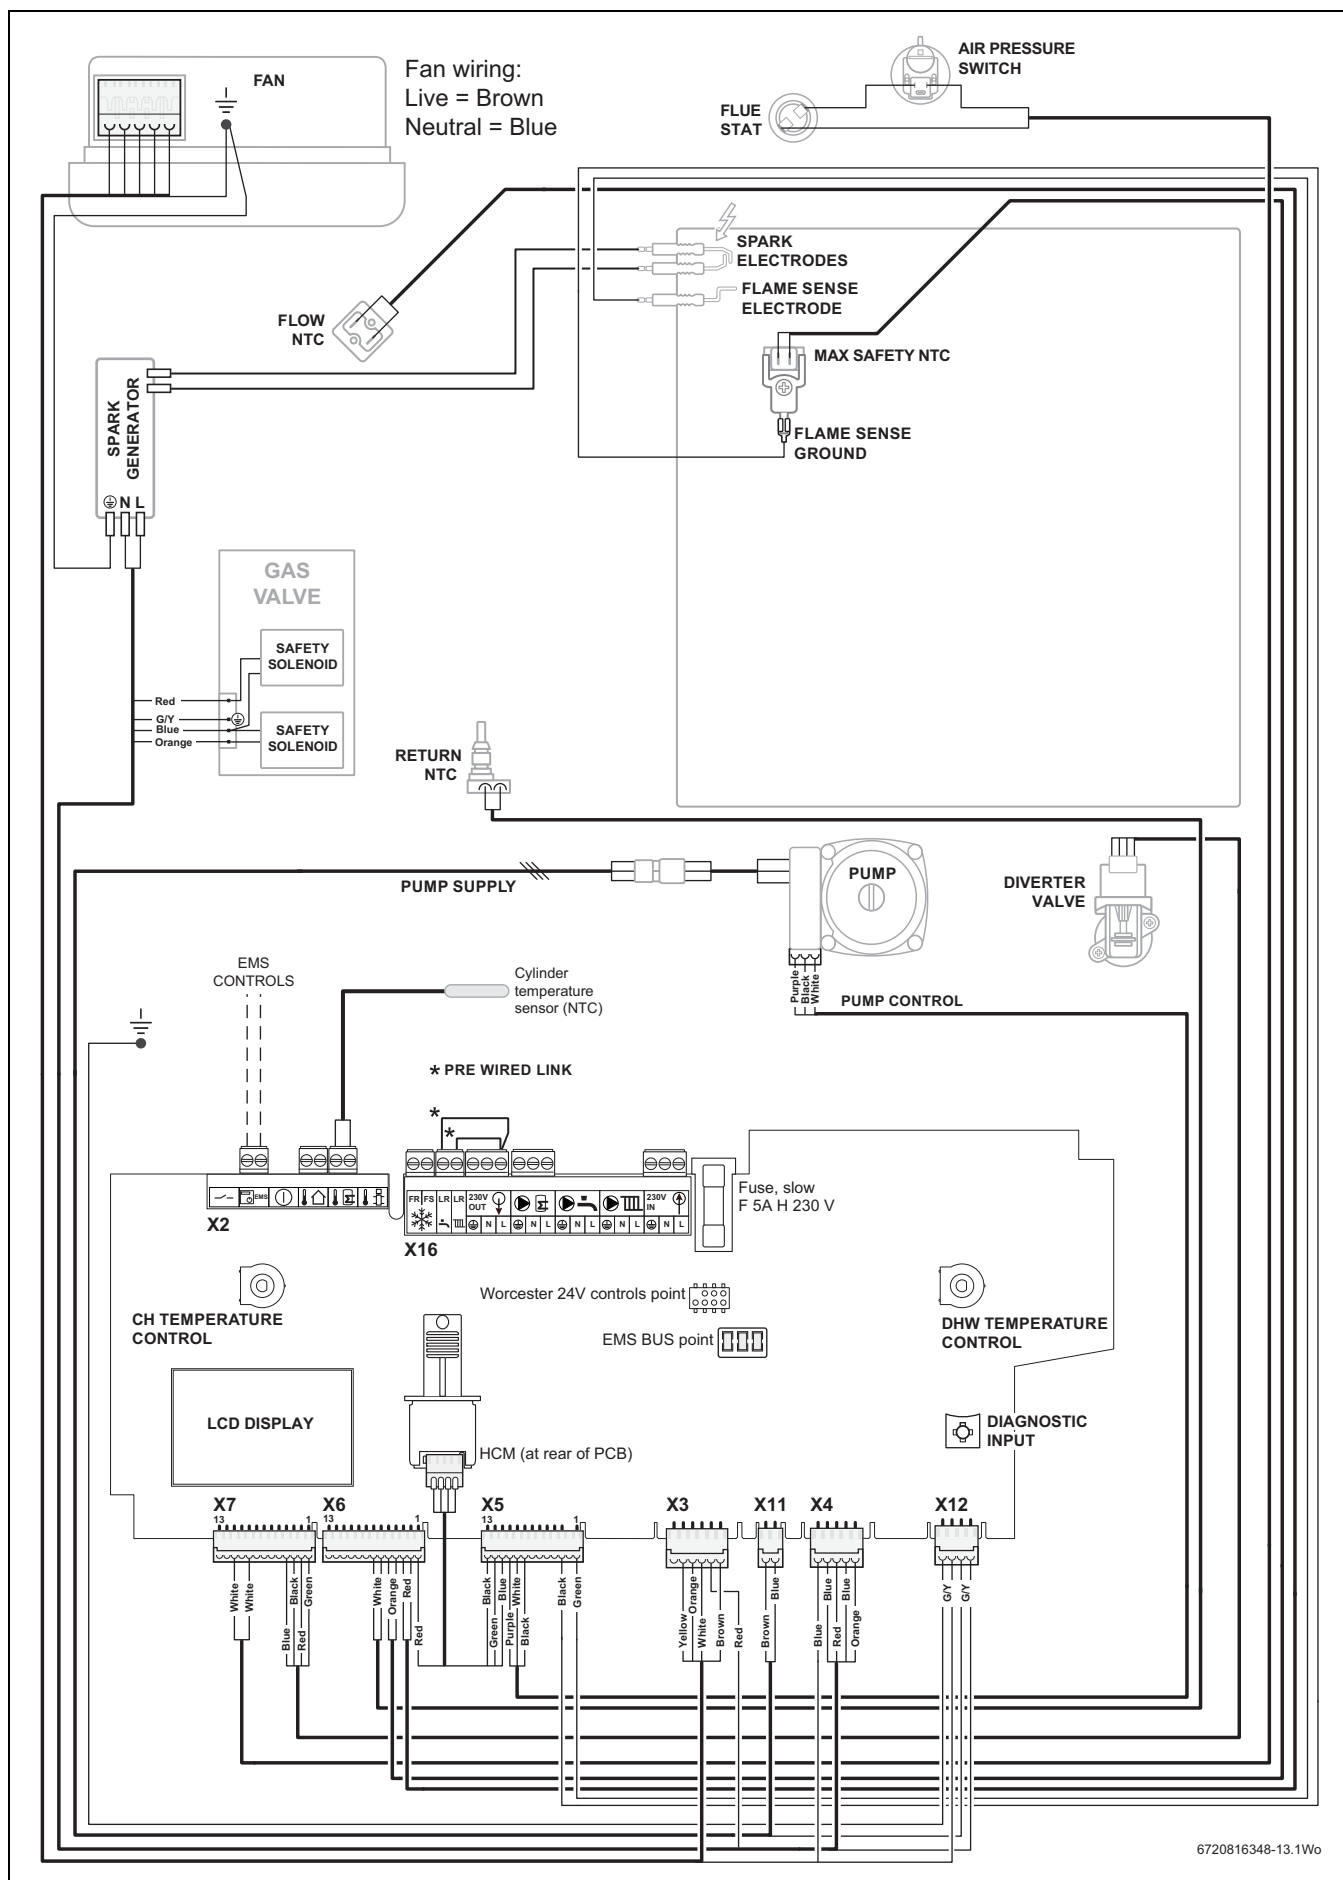 FAN
Fan wiring:
Live = Brown
Neutral = Blue
AIR PRESSURE
SWITCH
FLUE
STAT
SPARK
ELECTRODES
FLAME SENSE
ELECTRODE
FLOW
NTC
MAX SAFETY NTC
SPARK
GENERATOR
FLAME SENSE
GROUND
N L
GAS
VALVE
SAFETY
SOLENOID
Red
G/Y
Blue
Orange
SAFETY
SOLENOID
RETURN
NTC
PUMP SUPPLY
PUMP
DIVERTER
VALVE
Purple
Black
White
PUMP CONTROL
EMS
CONTROLS
Cylinder
temperature
sensor (NTC)
* PRE WIRED LINK
*
*
EMS
X2
FR FS LR LR 230V OUT 230V IN
N L N L N L N L N L
X16
Fuse, slow
F 5A H 230 V
Worcester 24V controls point
EMS BUS point
CH TEMPERATURE
CONTROL
DHW TEMPERATURE
CONTROL
LCD DISPLAY
HCM (at rear of PCB)
DIAGNOSTIC
INPUT
X7
13 1
X6
13 1
X5
13 1
X3
X11
X4
X12
White
White
Blue
Black
Red
Green
White
Orange
Red
Red
Black
Green
Blue
Purple
White
Black
Black
Green
Yellow
Orange
White
Brown
Red
Brown
Blue
Blue
Blue
Red
Blue
Orange
G/Y
G/Y
6720816348-13.1Wo